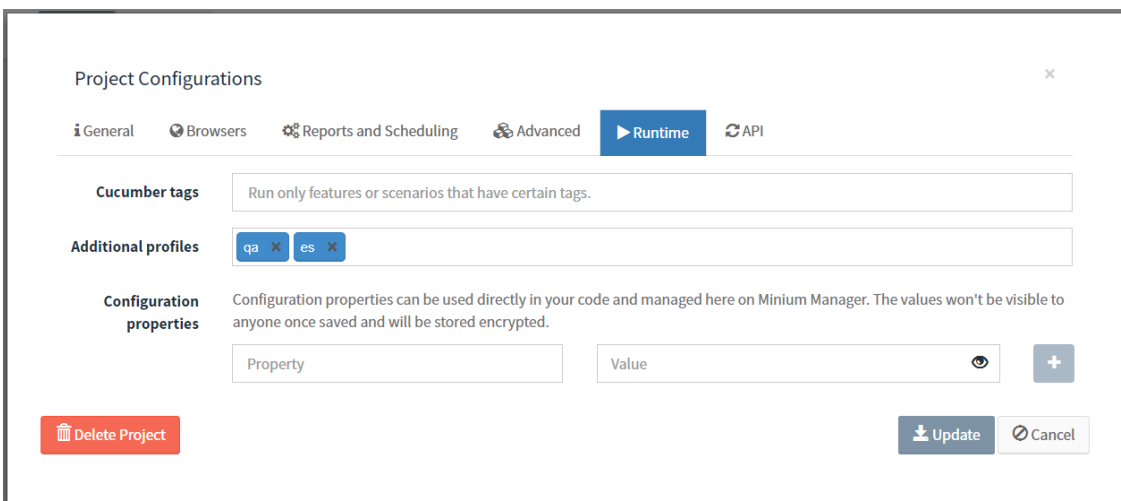 Project Configurations
×
General Browsers Reports and Scheduling Advanced Runtime API
Cucumber tags Run only features or scenarios that have certain tags.
Additional profiles qa × es ×
Configuration properties
Configuration properties can be used directly in your code and managed here on Minium Manager. The values won't be visible to
anyone once saved and will be stored encrypted.
Property Value +
Delete Project Update Cancel